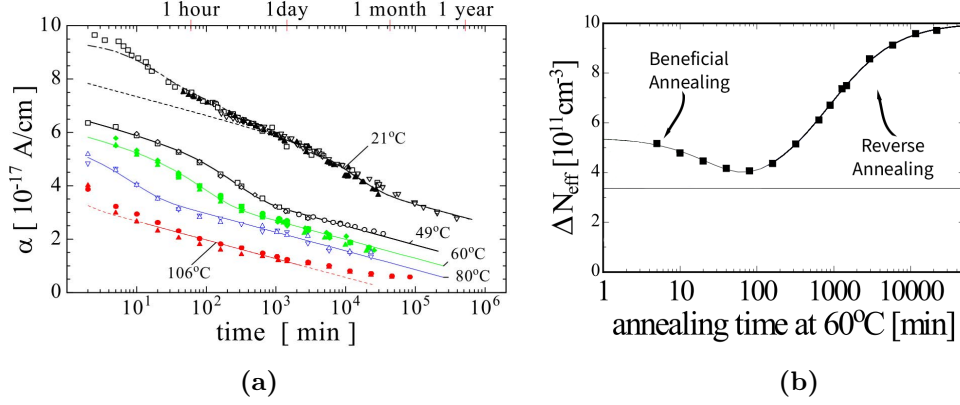 1 hour 1day 1 month 1 year
10
8
6
4
2
0
α [ 10⁻¹⁷ A/cm ]
21°C
49°C
60°C
80°C
106°C
10¹ 10² 10³ 10⁴ 10⁵ 10⁶
time [ min ]
(a)
10
8
6
4
2
0
Δ N_eff [10¹¹cm⁻³]
Beneficial
Annealing
Reverse
Annealing
1 10 100 1000 10000
annealing time at 60°C [min]
(b)